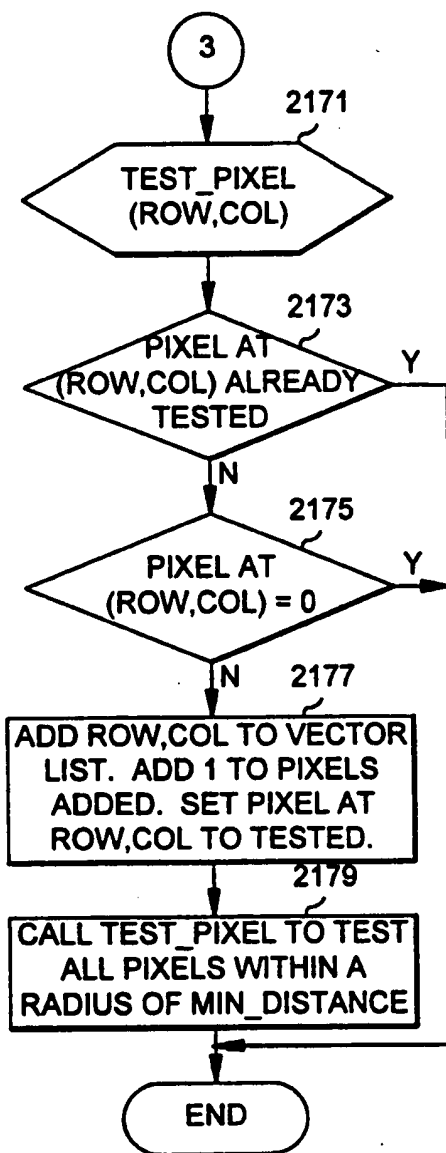 3
2171
TEST_PIXEL
(ROW,COL)
2173
PIXEL AT
(ROW,COL) ALREADY
TESTED
Y
N
2175
PIXEL AT
(ROW,COL) = 0
Y
N
2177
ADD ROW,COL TO VECTOR
LIST. ADD 1 TO PIXELS
ADDED. SET PIXEL AT
ROW,COL TO TESTED.
2179
CALL TEST_PIXEL TO TEST
ALL PIXELS WITHIN A
RADIUS OF MIN_DISTANCE
END